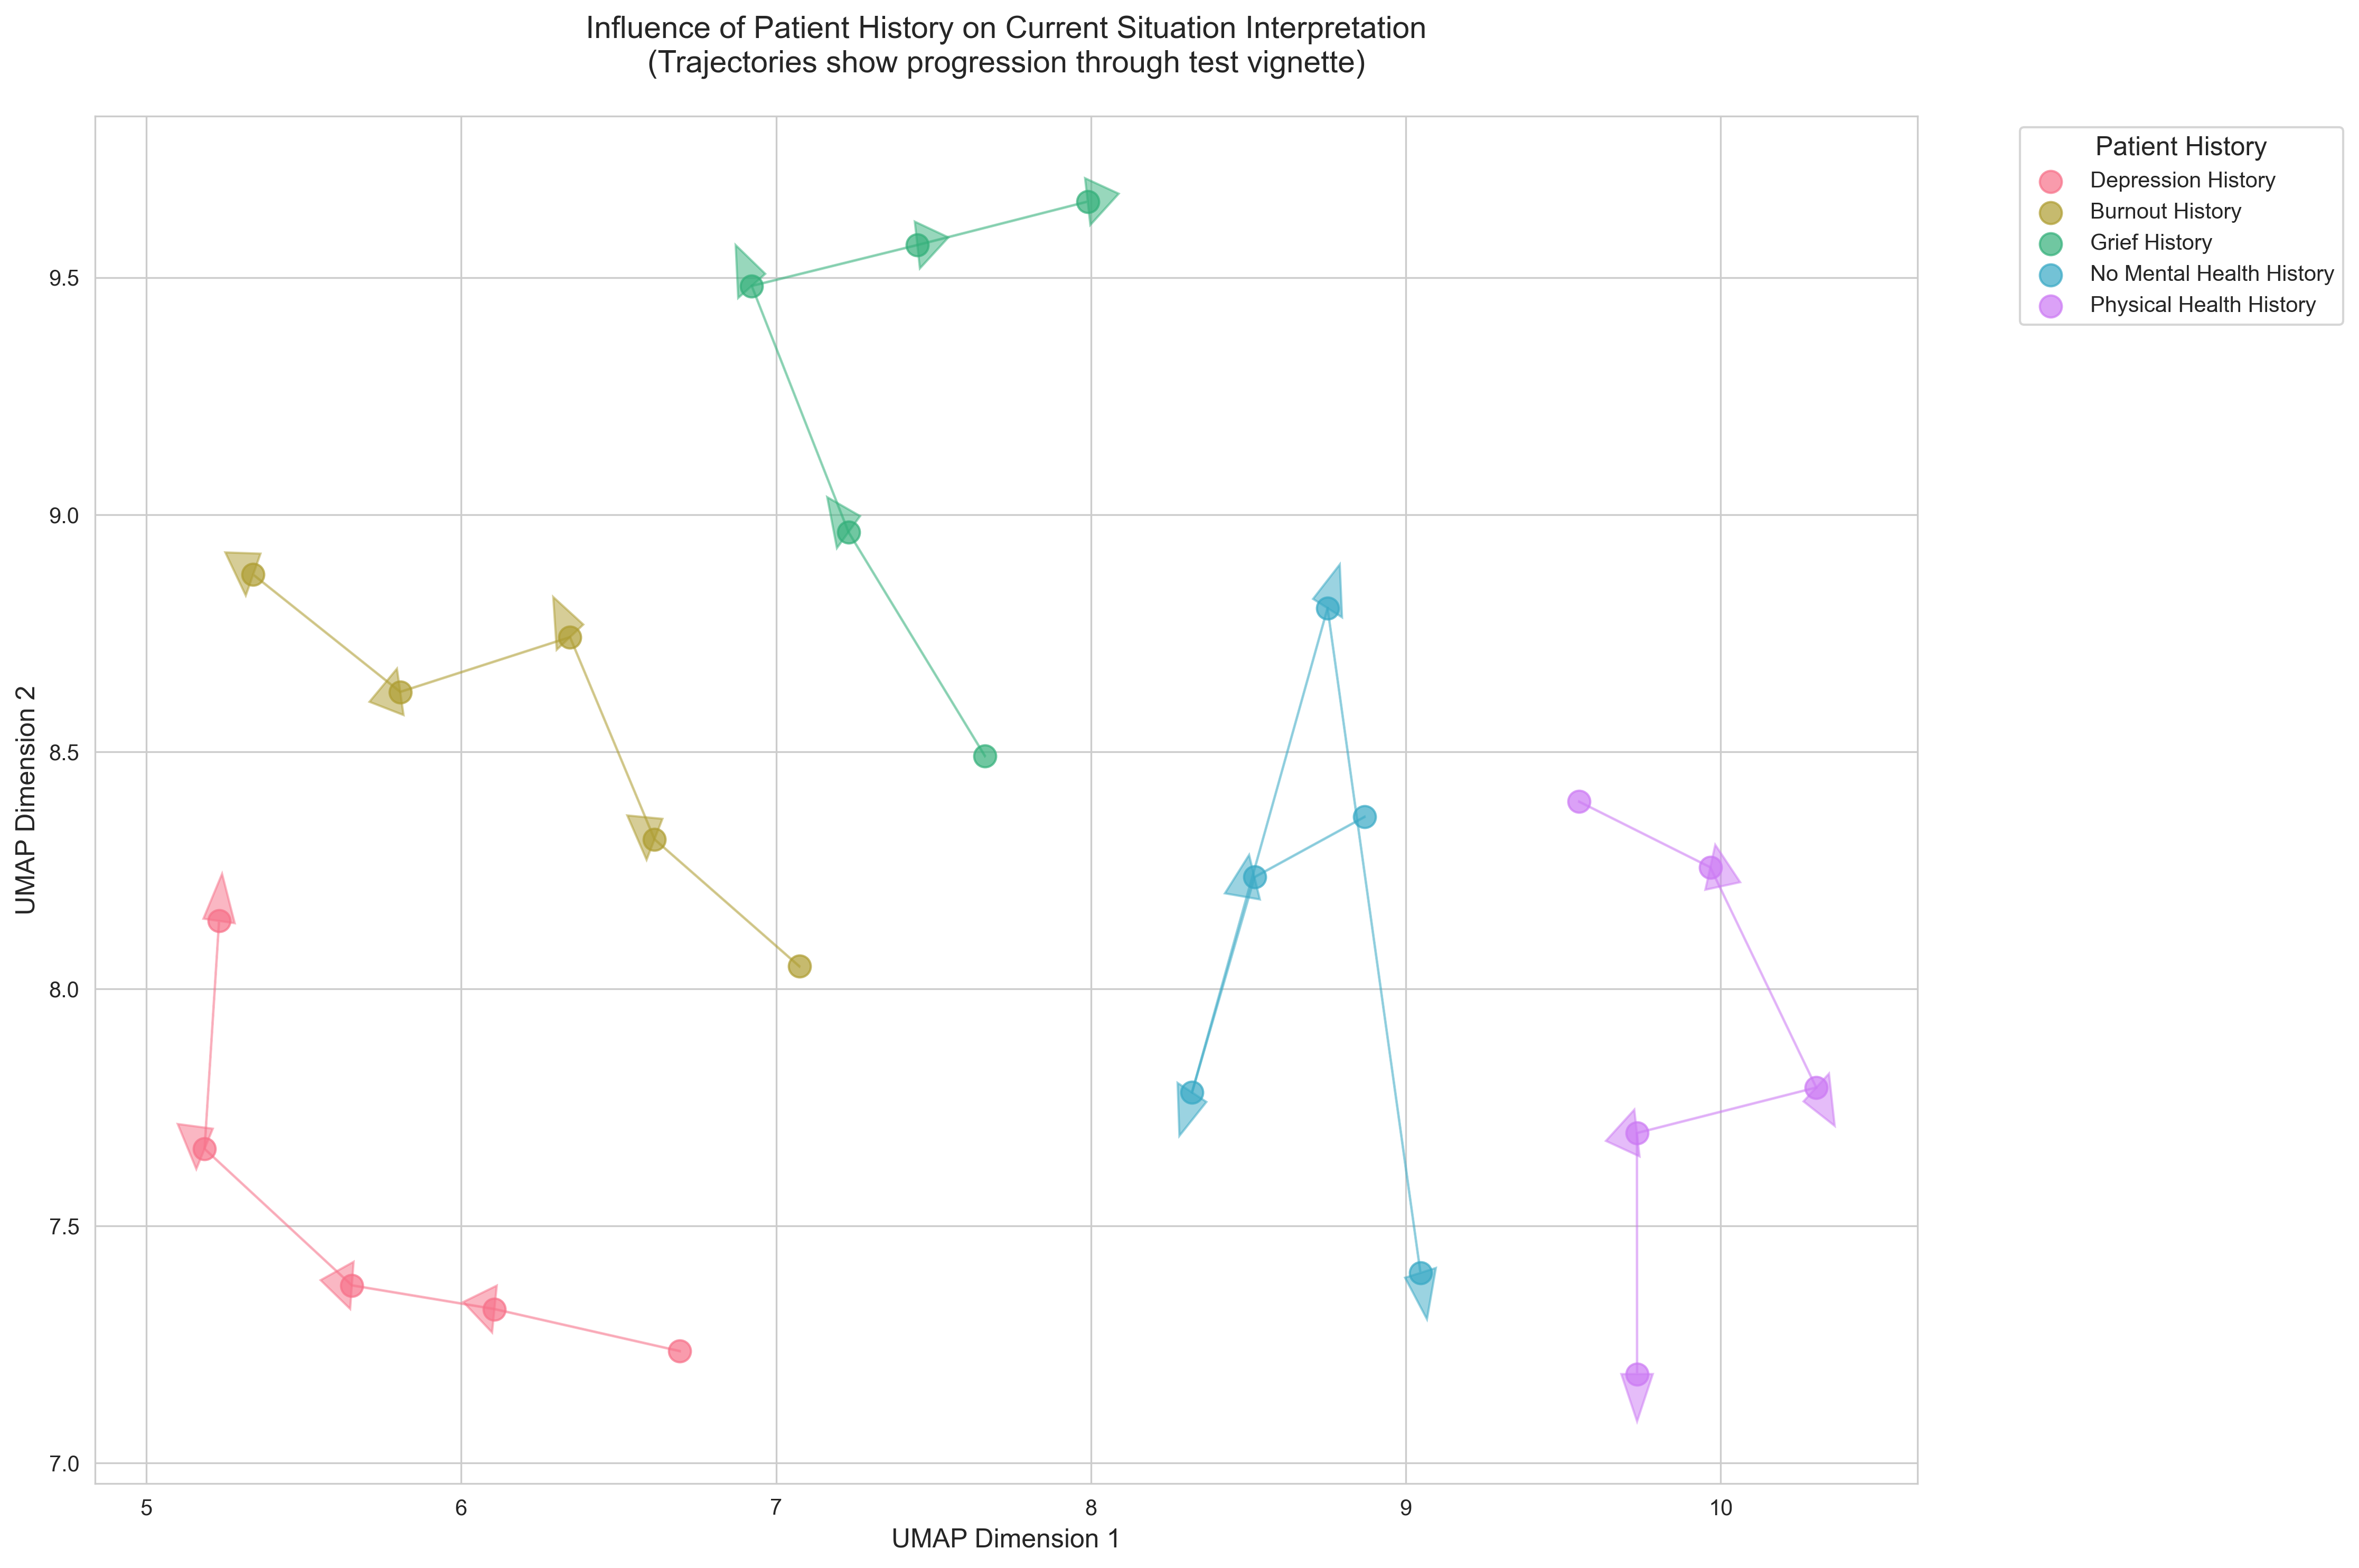 Influence of Patient History on Current Situation Interpretation
(Trajectories show progression through test vignette)
Patient History
Depression History
Burnout History
Grief History
No Mental Health History
Physical Health History
UMAP Dimension 2
9.5
9.0
8.5
8.0
7.5
7.0
5
6
7
8
9
10
UMAP Dimension 1